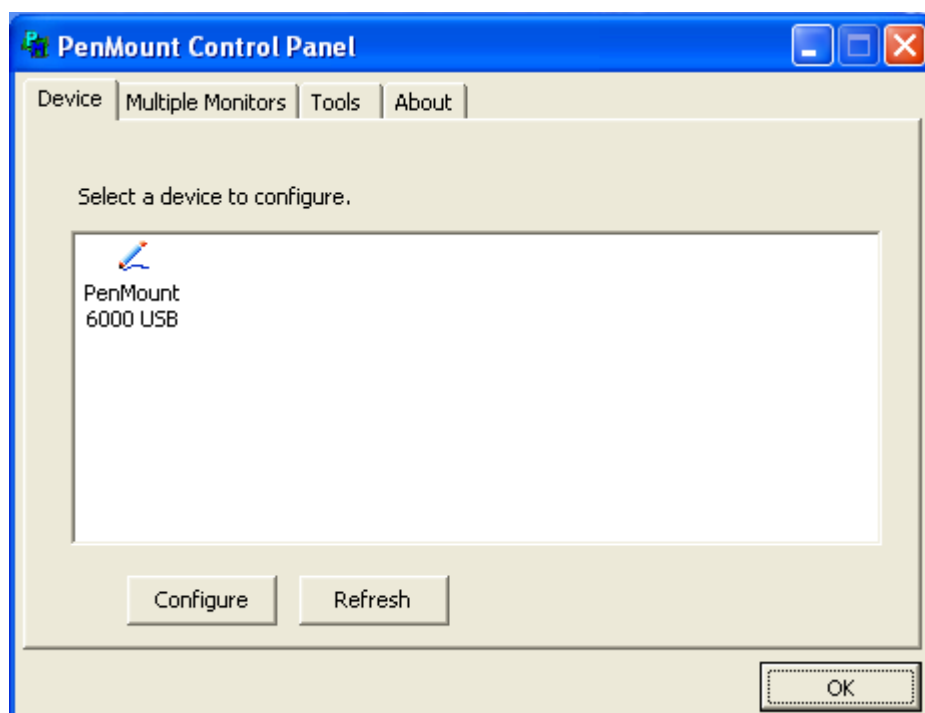 PenMount Control Panel
Device Multiple Monitors Tools About
Select a device to configure.
PenMount
6000 USB
Configure Refresh
OK